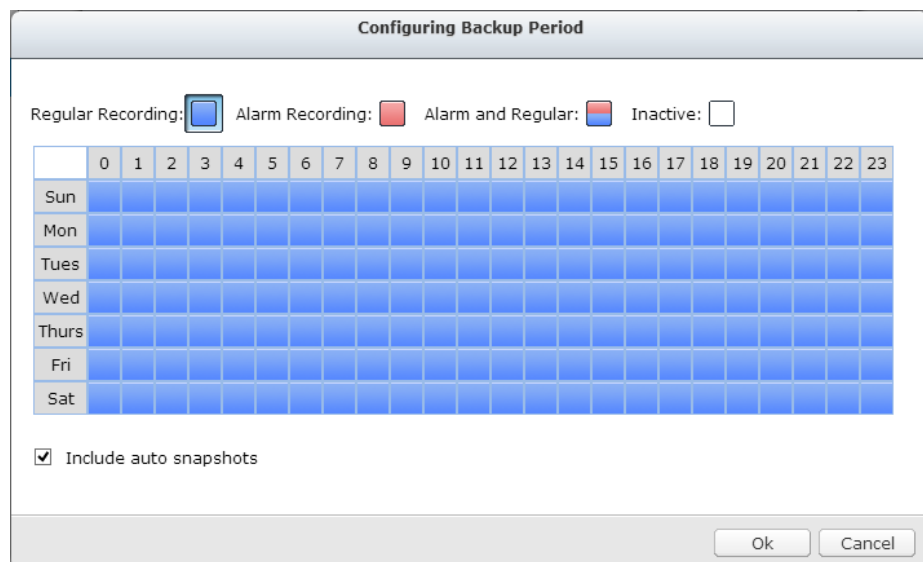 Configuring Backup Period
Regular Recording: Alarm Recording: Alarm and Regular: Inactive:
0 1 2 3 4 5 6 7 8 9 10 11 12 13 14 15 16 17 18 19 20 21 22 23
Sun
Mon
Tues
Wed
Thurs
Fri
Sat
Include auto snapshots
Ok Cancel